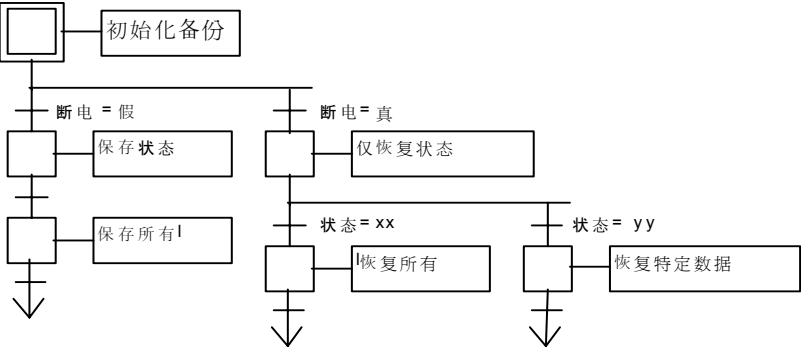 初始化备份
断电 = 假
断电= 真
保存状态
仅恢复状态
保存所有I
状态= xx
状态= yy
I恢复所有
恢复特定数据